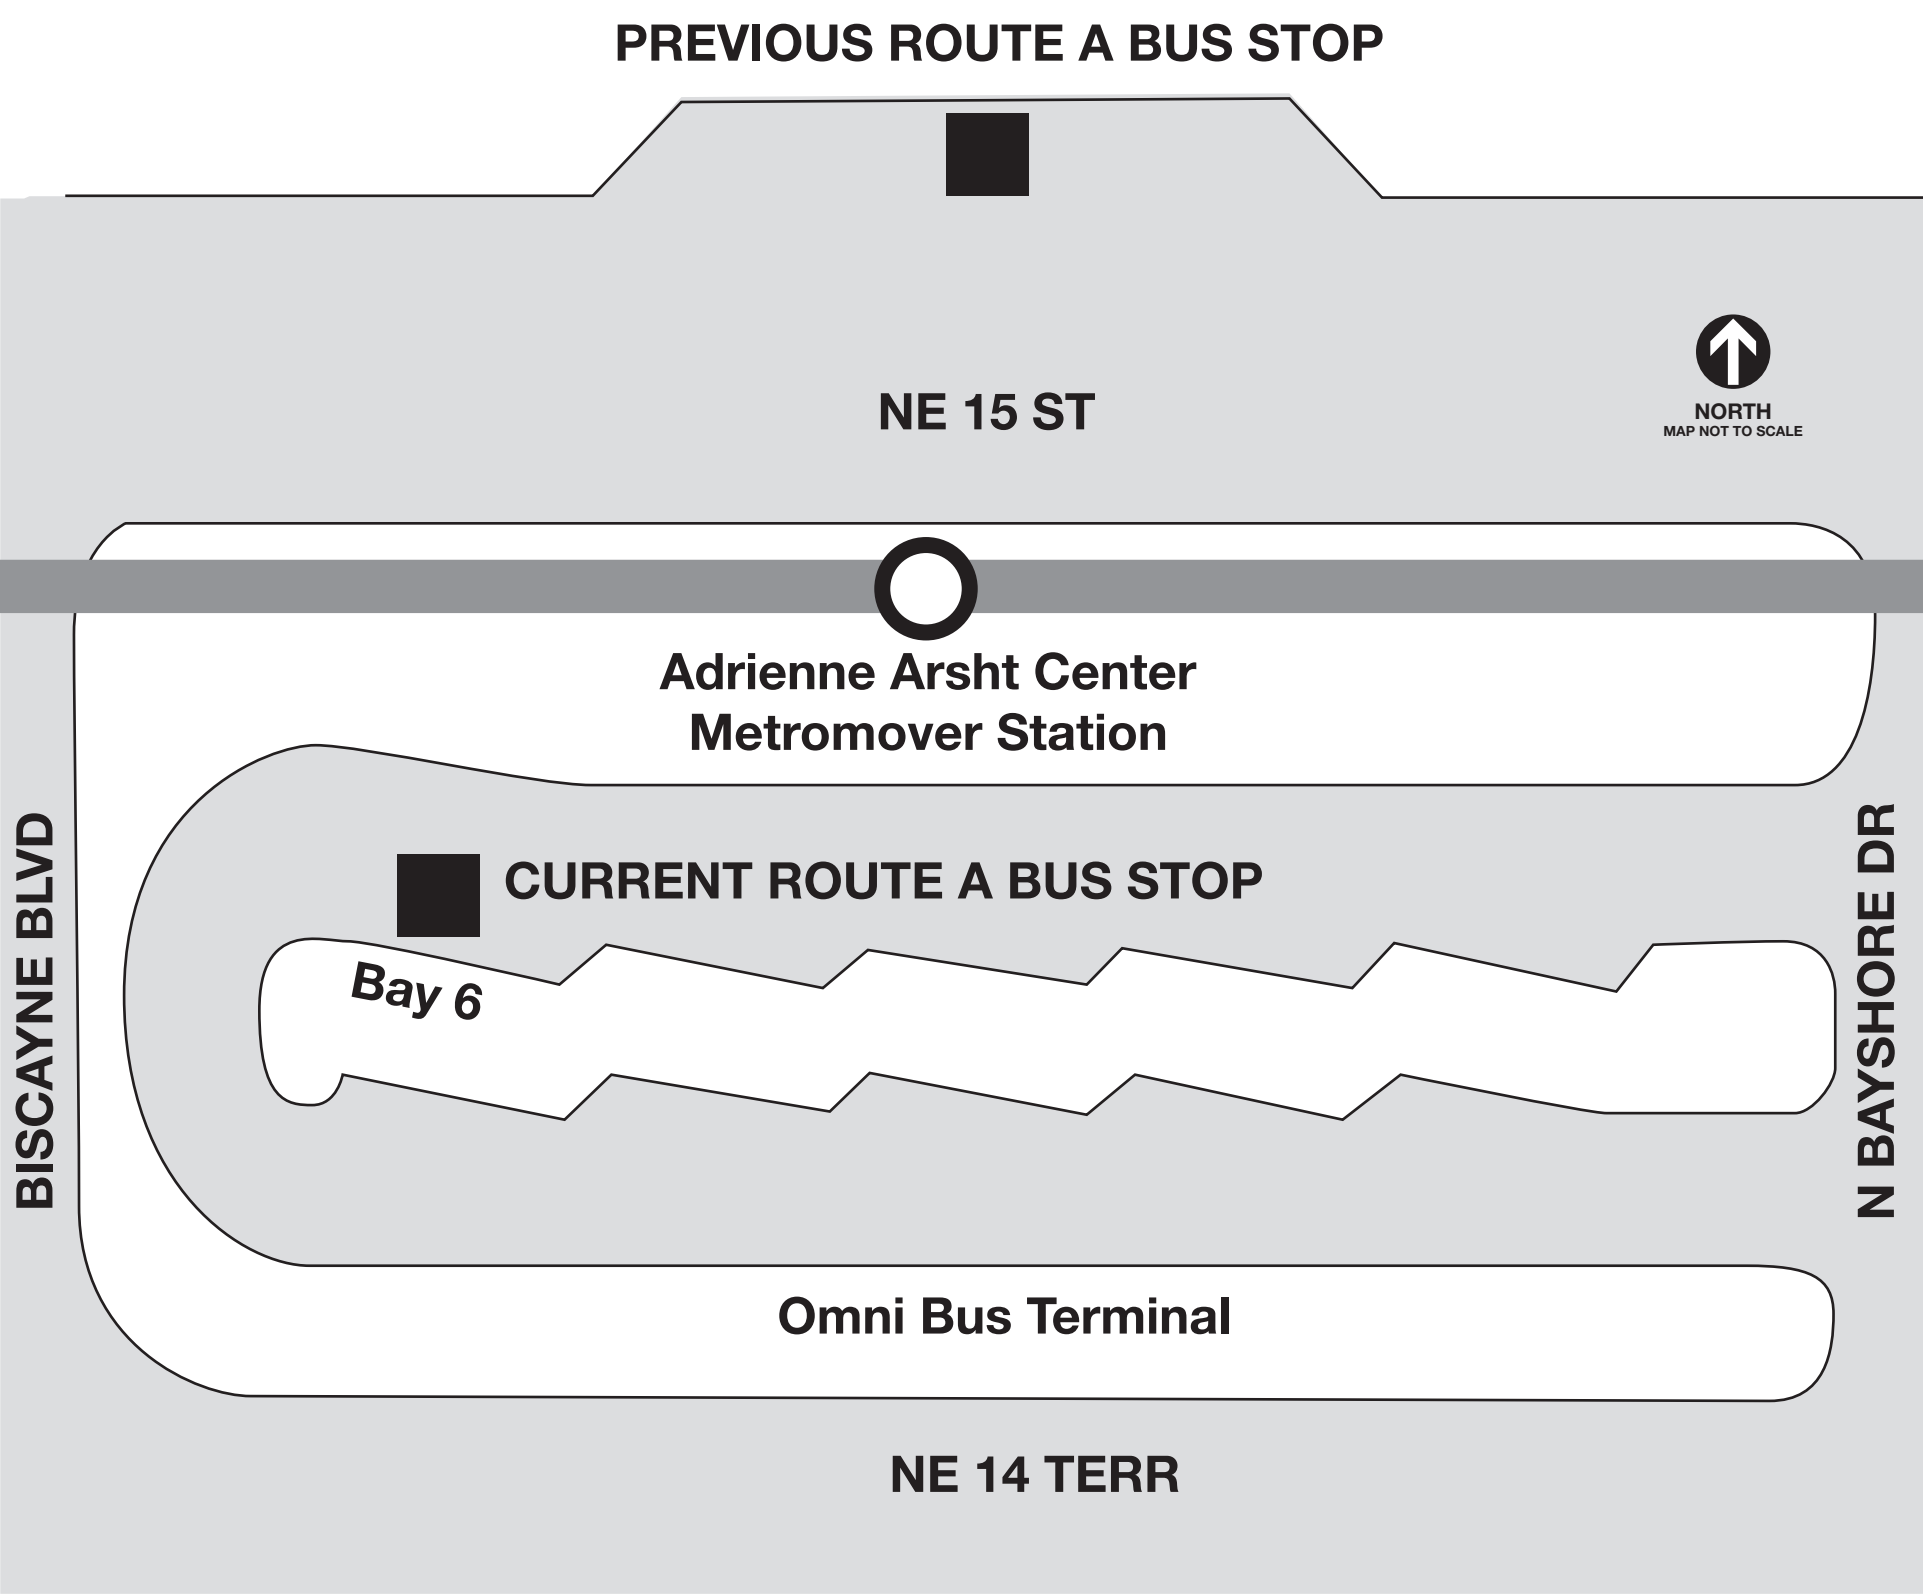 PREVIOUS ROUTE A BUS STOP
NE 15 ST
NORTH
MAP NOT TO SCALE
Adrienne Arsht Center
Metromover Station
BISCAYNE BLVD
CURRENT ROUTE A BUS STOP
N BAYSHORE DR
Bay 6
Omni Bus Terminal
NE 14 TERR